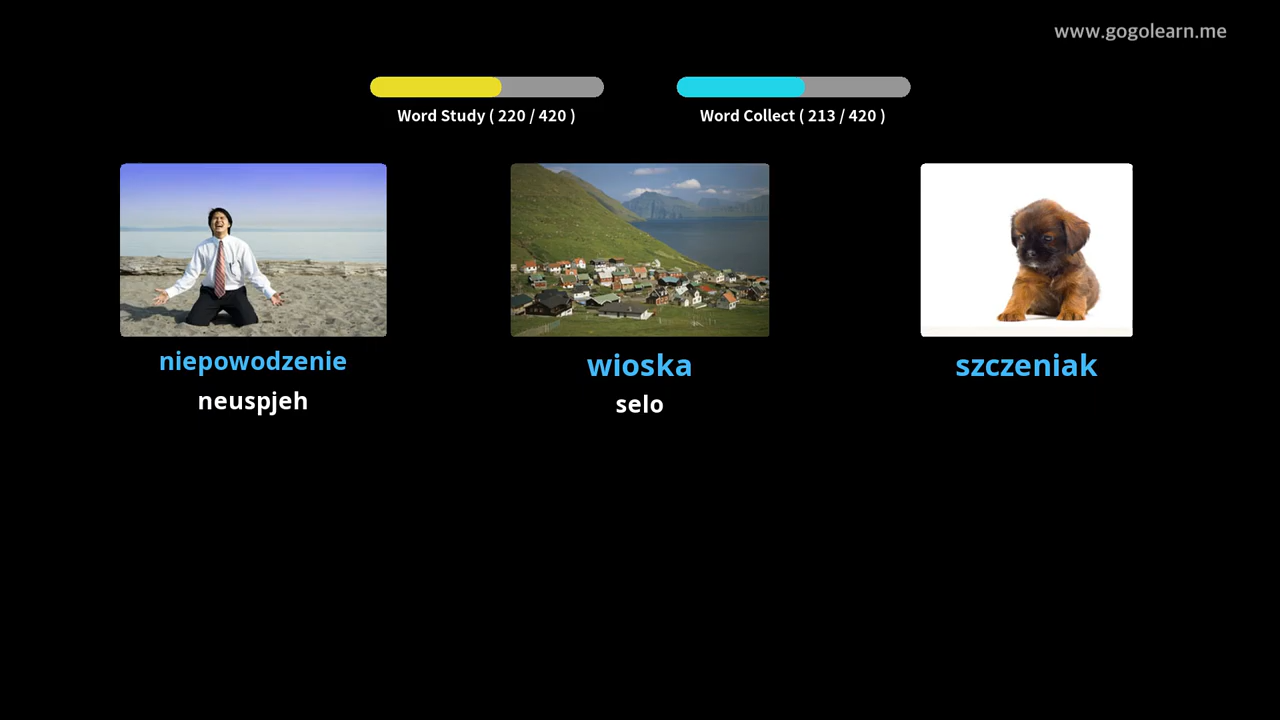 www.gogolearn.me
Word Study ( 220 / 420 )
Word Collect ( 213 / 420 )
niepowodzenie
neuspjeh
wioska
selo
szczeniak